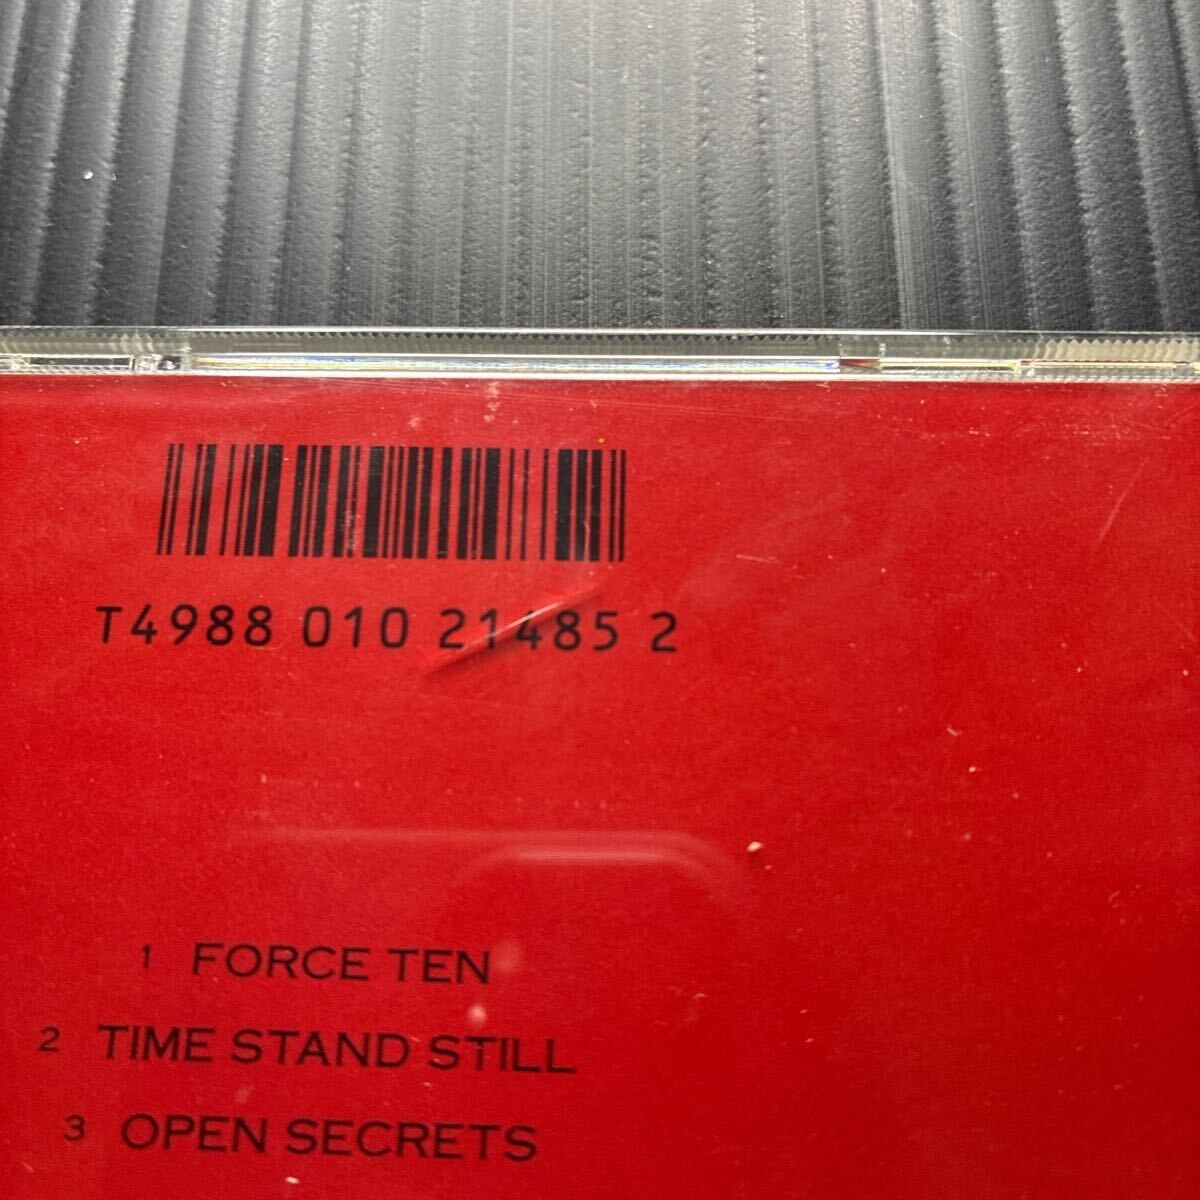 T4988 010 21485 2
1 FORCE TEN
2 TIME STAND STILL
3 OPEN SECRETS